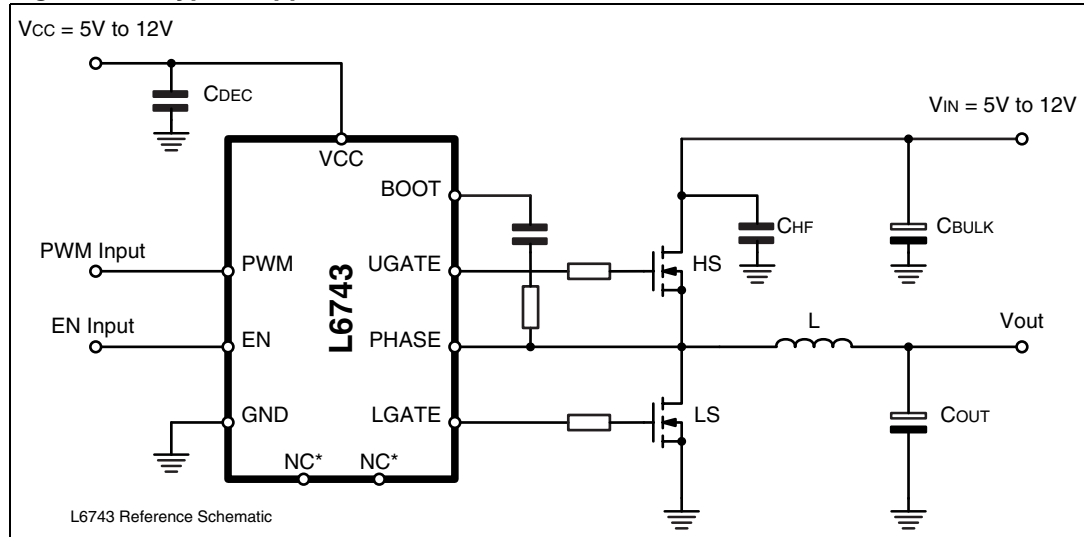 VCC = 5V to 12V
CDEC
VIN = 5V to 12V
VCC
BOOT
CHF
CBULK
PWM Input
PWM
UGATE
HS
L6743
EN Input
EN
PHASE
L
Vout
GND
LGATE
LS
COUT
NC*
NC*
L6743 Reference Schematic